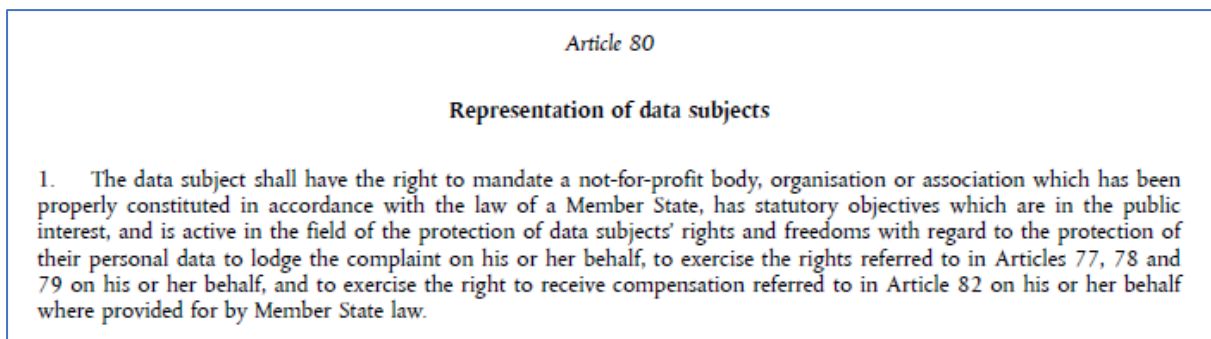 Article 80
Representation of data subjects
1. The data subject shall have the right to mandate a not-for-profit body, organisation or association which has been
properly constituted in accordance with the law of a Member State, has statutory objectives which are in the public
interest, and is active in the field of the protection of data subjects' rights and freedoms with regard to the protection of
their personal data to lodge the complaint on his or her behalf, to exercise the rights referred to in Articles 77, 78 and
79 on his or her behalf, and to exercise the right to receive compensation referred to in Article 82 on his or her behalf
where provided for by Member State law.